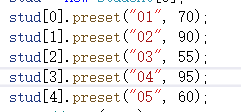 stud[0].preset("01", 70);
stud[1].preset("02", 90);
stud[2].preset("03", 55);
stud[3].preset("04", 95);
stud[4].preset("05", 60);